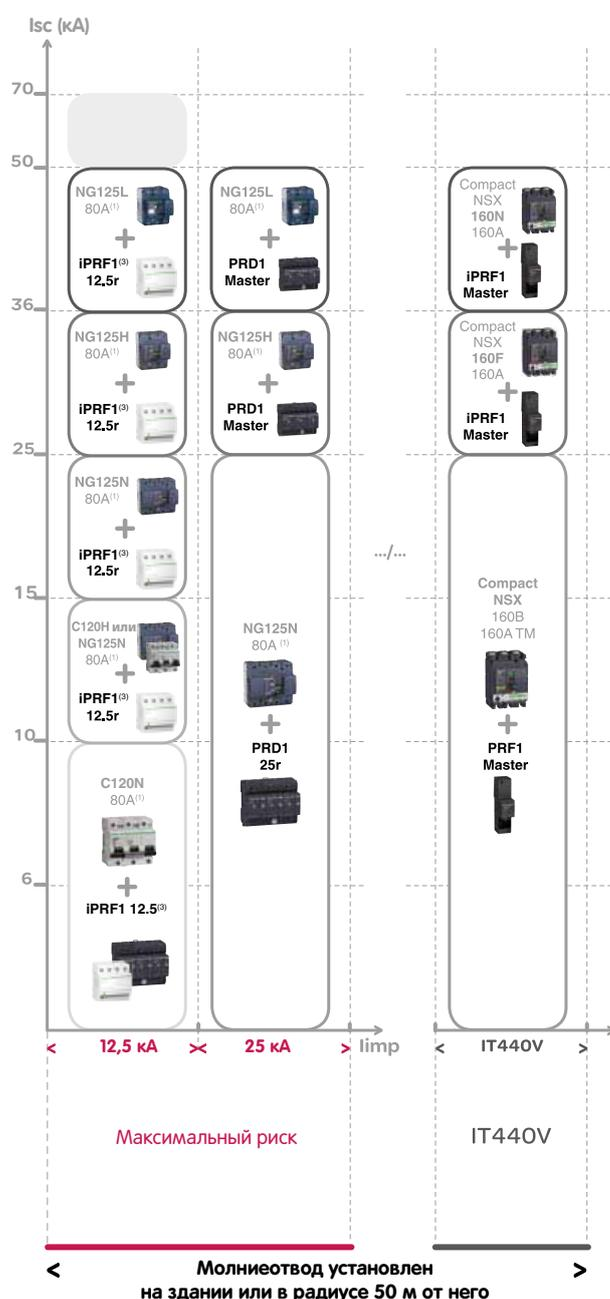 Isc (кА)
70
50
NG125L
80A(1)
+
iPRF1(3)
12.5r
NG125L
80A(1)
+
PRD1
Master
Compact
NSX
160N
160A
+
iPRF1
Master
36
NG125H
80A(1)
+
iPRF1(3)
12.5r
NG125H
80A(1)
+
PRD1
Master
Compact
NSX
160F
160A
+
iPRF1
Master
25
NG125N
80A(1)
+
iPRF1(3)
12.5r
.../...
15
C120H или
NG125N
80A(1)
+
iPRF1(3)
12.5r
NG125N
80A (1)
+
PRD1
25r
Compact
NSX
160B
160A TM
+
PRF1
Master
10
C120N
80A(1)
+
iPRF1 12.5(3)
6
< 12,5 кА >< 25 кА > Iimp < IT440V >
Максимальный риск
IT440V
< Молниеотвод установлен >
на здании или в радиусе 50 м от него